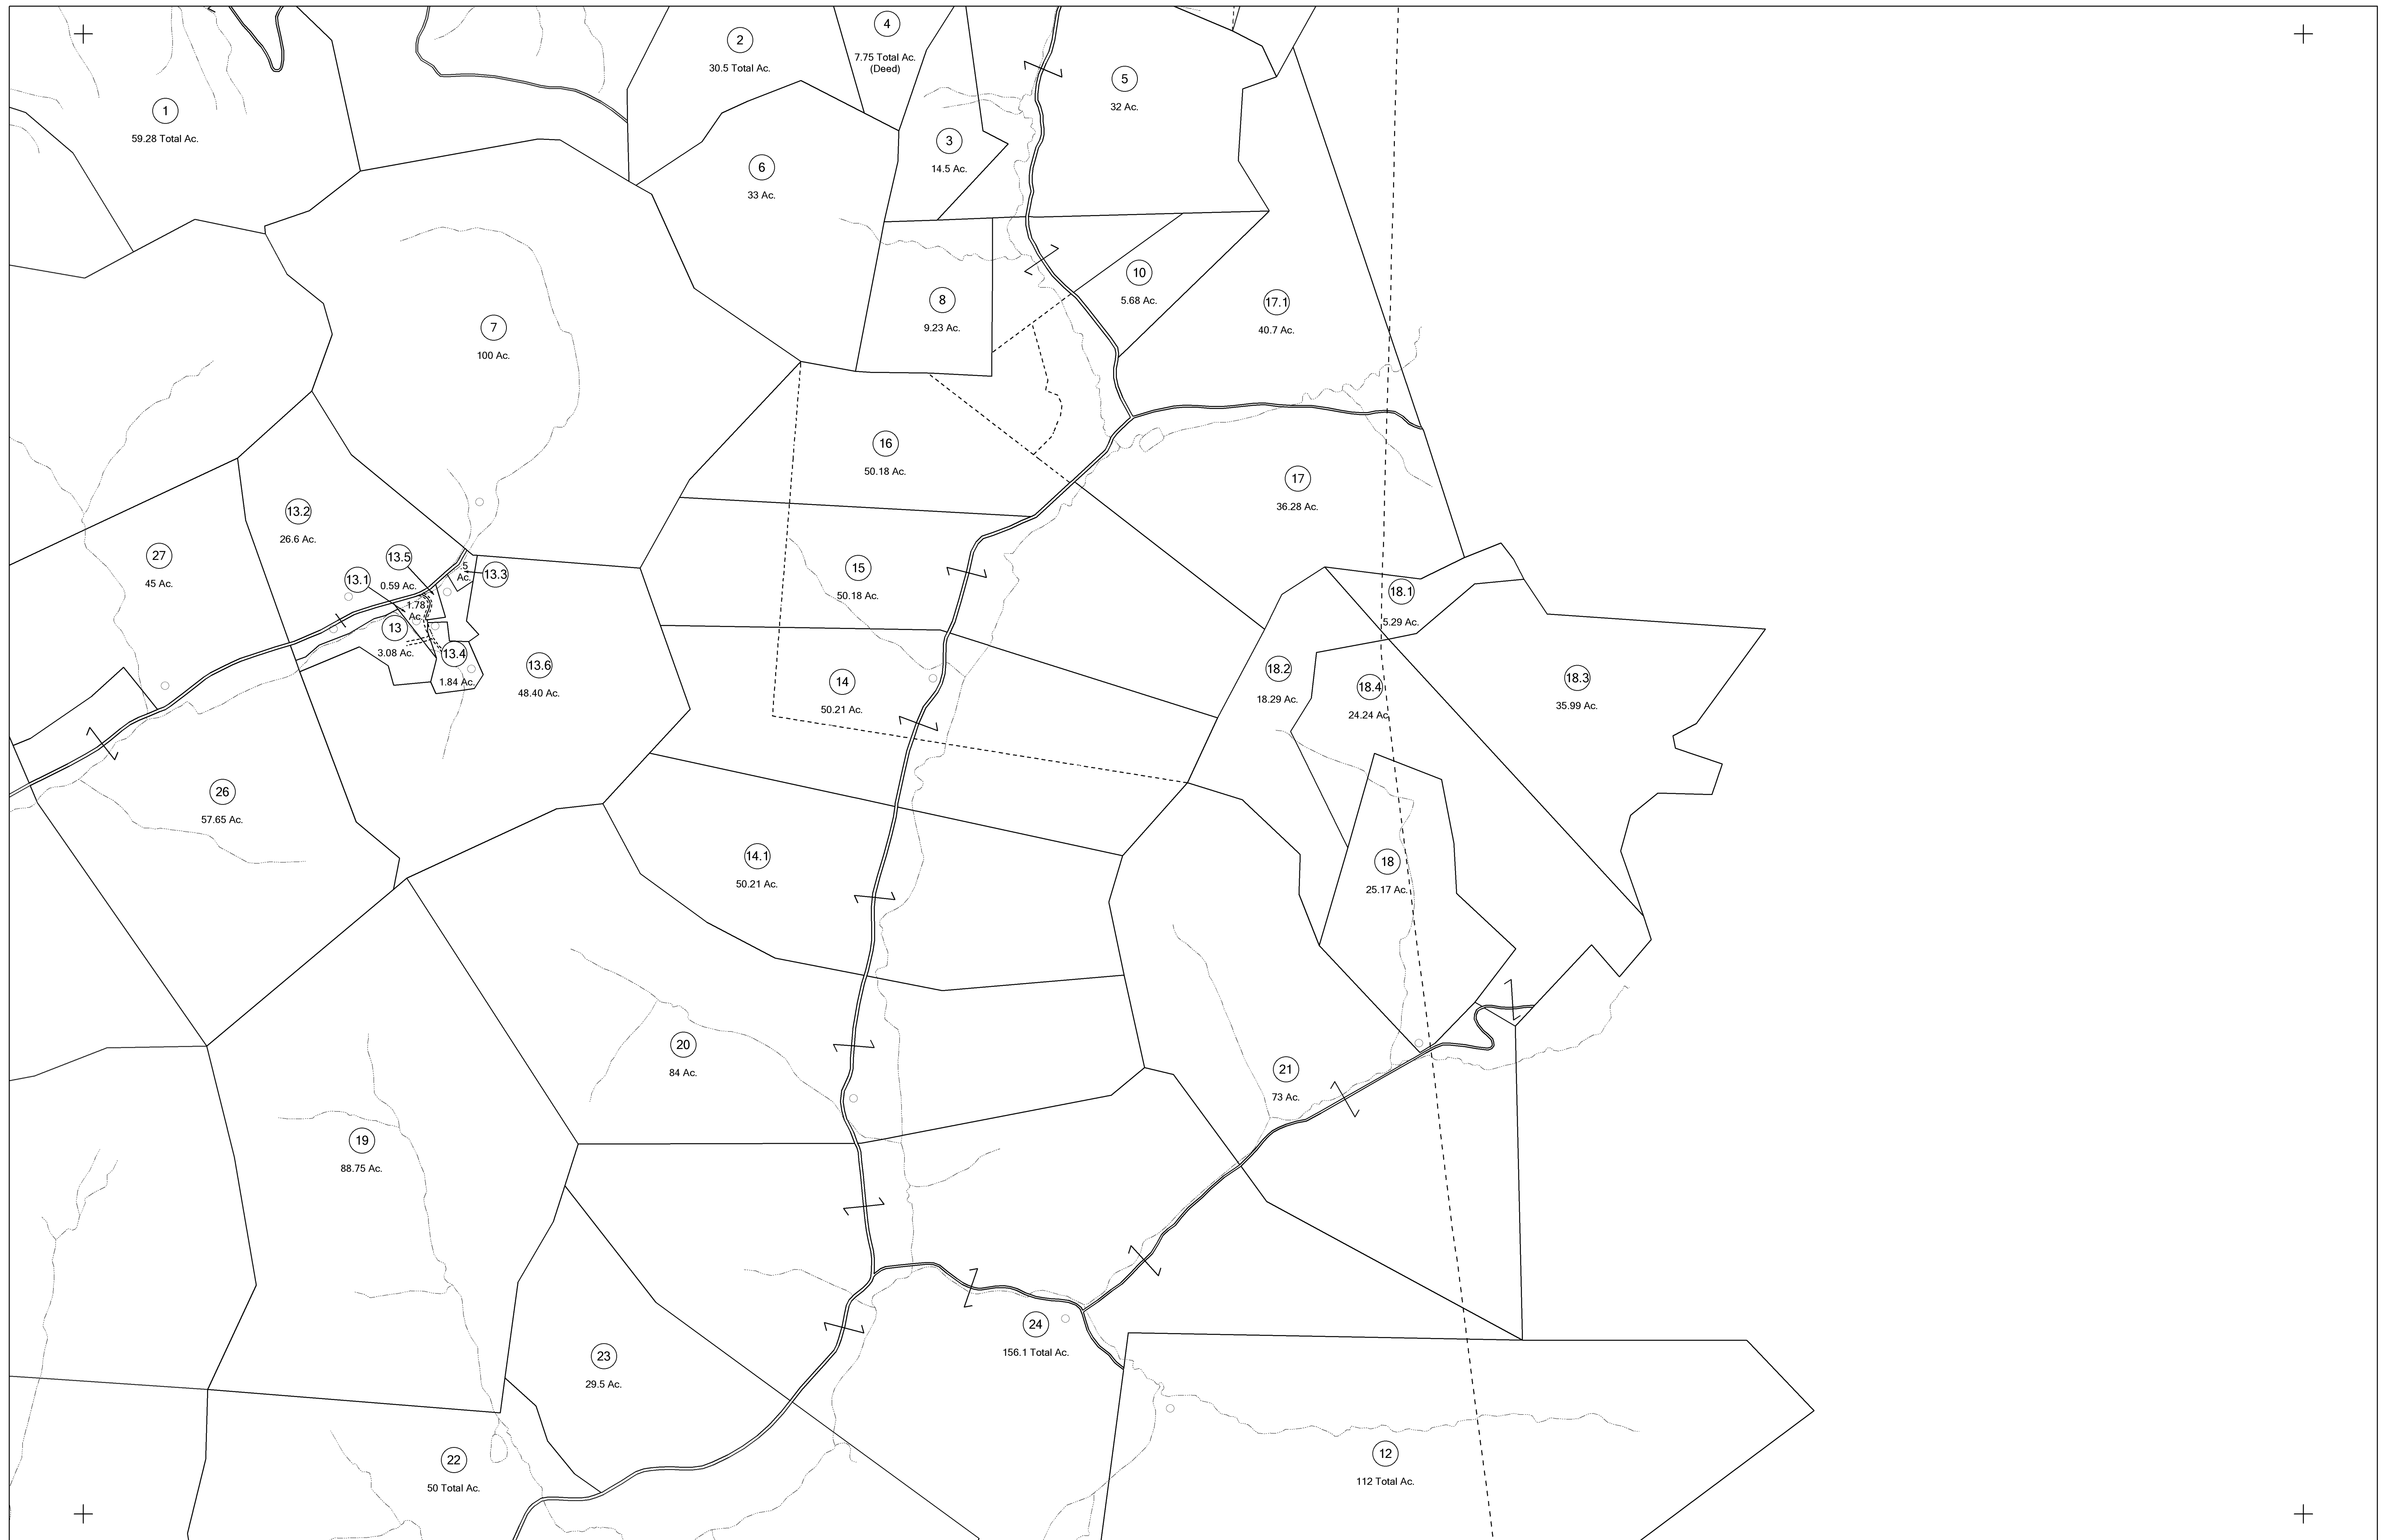 4
7.75 Total Ac.
(Deed)
2
30.5 Total Ac.
5
32 Ac.
1
59.28 Total Ac.
3
14.5 Ac.
6
33 Ac.
10
5.68 Ac.
8
9.23 Ac.
17.1
40.7 Ac.
7
100 Ac.
16
50.18 Ac.
17
36.28 Ac.
13.2
26.6 Ac.
27
45 Ac.
13.5
0.59 Ac.
.5
Ac.
13.3
13.1
1.78
Ac.
13
3.08 Ac.
13.4
1.84 Ac.
13.6
48.40 Ac.
15
50.18 Ac.
14
50.21 Ac.
18.1
5.29 Ac.
18.2
18.29 Ac.
18.4
24.24 Ac.
18.3
35.99 Ac.
26
57.65 Ac.
14.1
50.21 Ac.
18
25.17 Ac.
20
84 Ac.
21
73 Ac.
19
88.75 Ac.
24
156.1 Total Ac.
23
29.5 Ac.
12
112 Total Ac.
22
50 Total Ac.